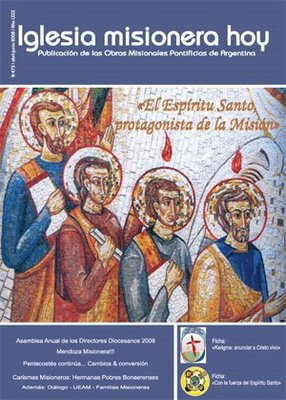 Iglesia misionera hoy
Publicación de las Obras Misionales Pontificias de Argentina
«El Espíritu Santo,
protagonista de la Misión»
Asamblea Anual de los Directores Diocesanos 2008
Mendoza Misionera!!!
Pentecostés continúa... Cambios & conversión
Carismas Misioneros: Hermanas Pobres Bonaerenses
Además: Diálogo - UEAM - Familias Misioneras
Ficha:
«Kerigma: anunciar a Cristo vivo»
Ficha:
«Con la fuerza del Espíritu Santo»